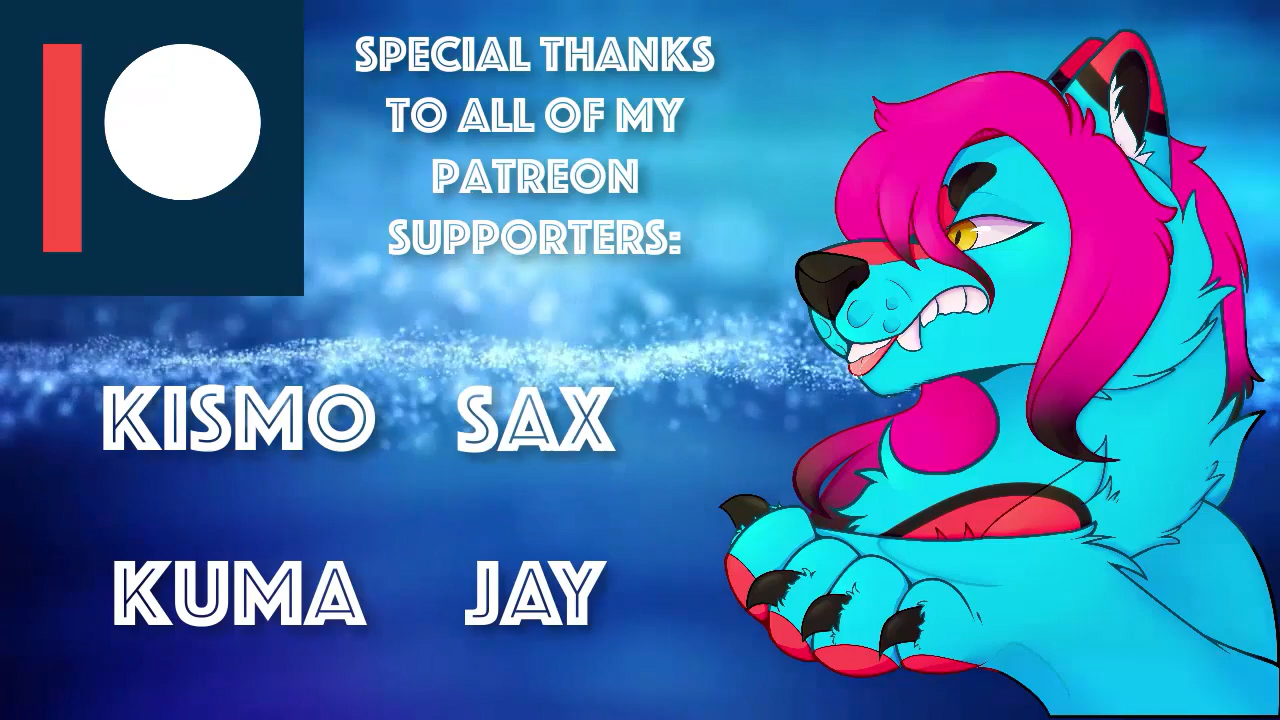 SPECIAL THANKS
TO ALL OF MY
PATREON
SUPPORTERS:
KISMO SAX
KUMA JAY